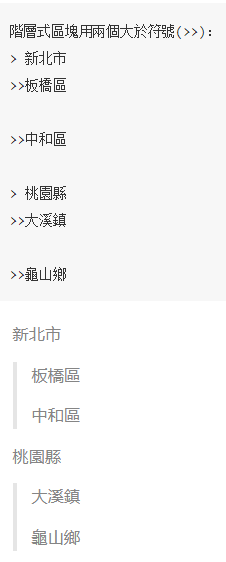 階層式區塊用兩個大於符號(>>):
> 新北市
>>板橋區
>>中和區
> 桃園縣
>>大溪鎮
>>龜山鄉
新北市
板橋區
中和區
桃園縣
大溪鎮
龜山鄉